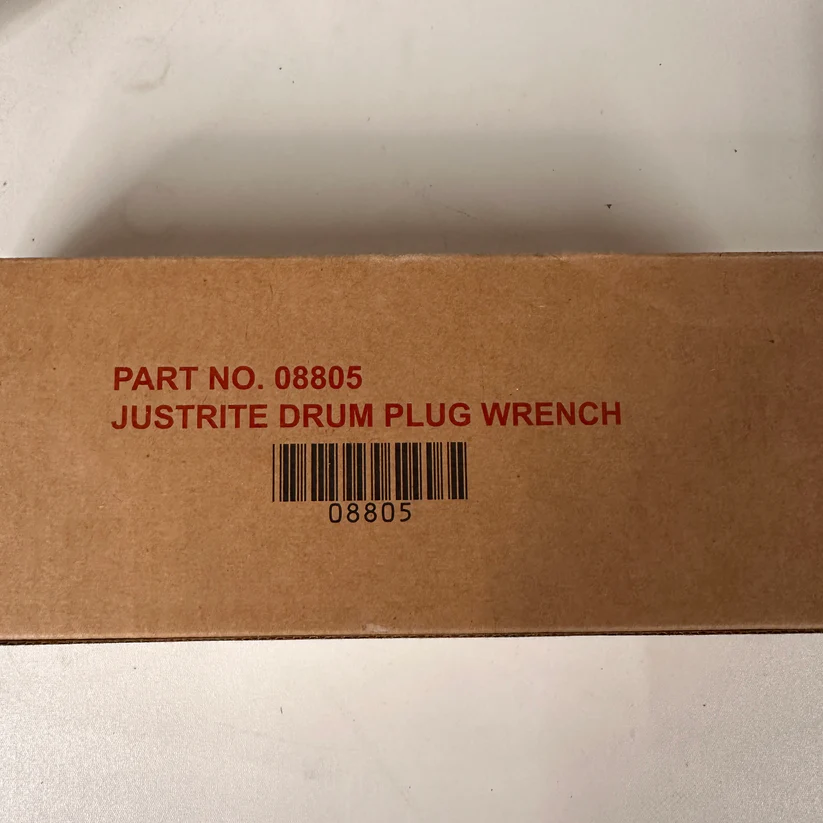 PART NO. 08805
JUSTRITE DRUM PLUG WRENCH
08805